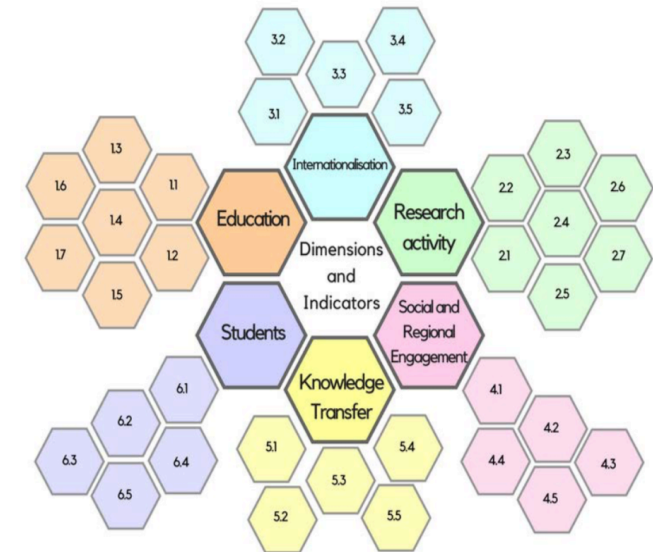 3.2
3.4
3.3
3.1
3.5
Internationalisation
1.3
1.6
1.1
1.4
1.7
1.2
1.5
Education
2.3
2.2
2.6
2.4
2.1
2.7
2.5
Research
activity
Dimensions
and
Indicators
Students
Social and
Regional
Engagement
Knowledge
Transfer
6.1
6.2
6.3
6.4
6.5
5.1
5.4
5.3
5.2
5.5
4.1
4.2
4.4
4.3
4.5